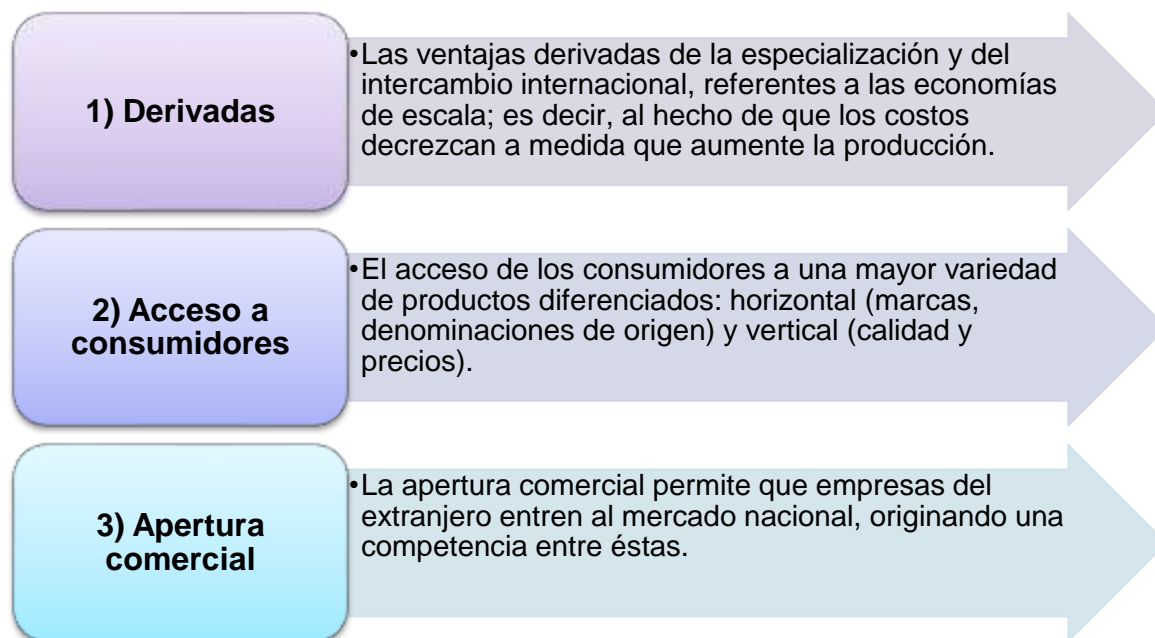 1) Derivadas
•Las ventajas derivadas de la especialización y del
intercambio internacional, referentes a las economías
de escala; es decir, al hecho de que los costos
decrezcan a medida que aumente la producción.
2) Acceso a
consumidores
•El acceso de los consumidores a una mayor variedad
de productos diferenciados: horizontal (marcas,
denominaciones de origen) y vertical (calidad y
precios).
3) Apertura
comercial
•La apertura comercial permite que empresas del
extranjero entren al mercado nacional, originando una
competencia entre éstas.